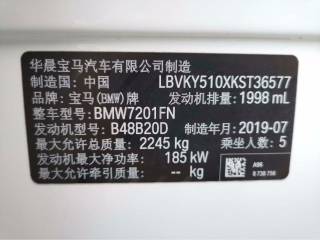 华晨宝马汽车有限公司制造
制造国：中国 LBVKY510XKST36577
品牌：宝马(BMW)牌 发动机排量：1998 mL
整车型号：BMW7201FN
发动机型号：B48B20D 制造年月：2019-07
最大允许总质量：2245 kg 乘坐人数：5
发动机最大净功率：185 kW A96
最大允许牵引质量：-- kg 8 738 756